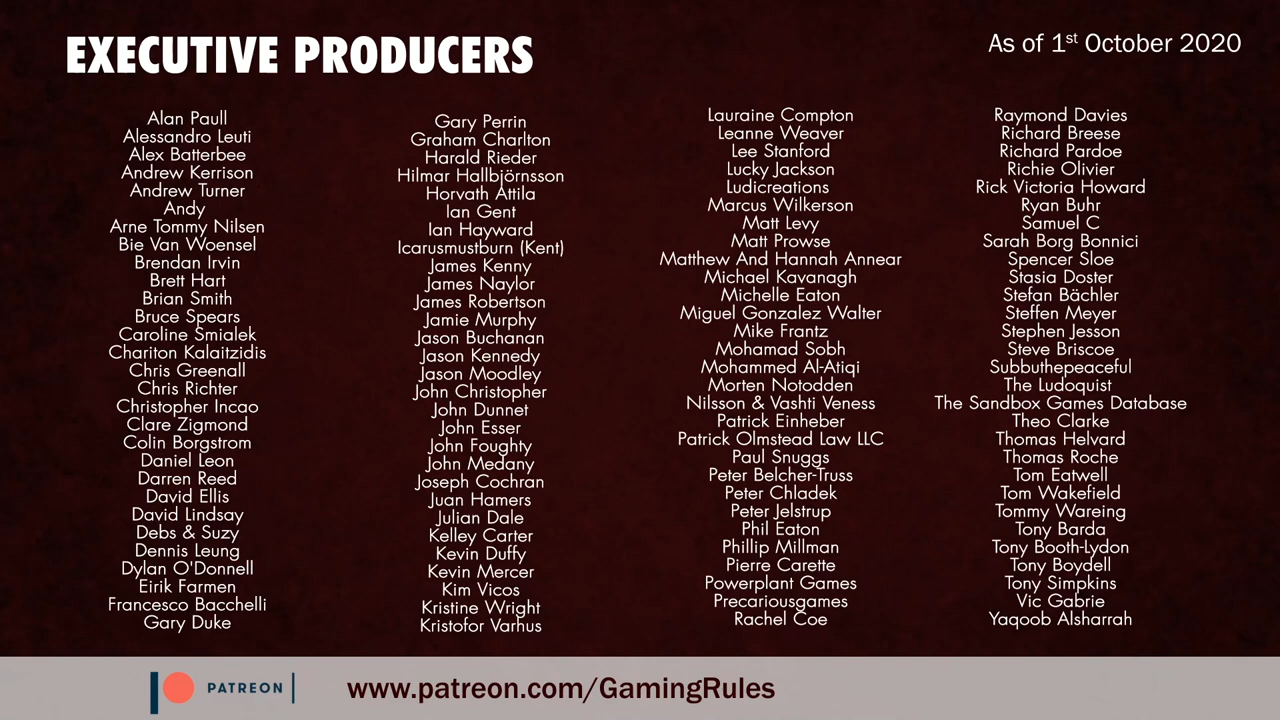 EXECUTIVE PRODUCERS
As of 1st October 2020
Alan Paull
Alessandro Leuti
Alex Batterbee
Andrew Kerrison
Andrew Turner
Andy
Arne Tommy Nilsen
Bie Van Woensel
Brendan Irvin
Brett Hart
Brian Smith
Bruce Spears
Caroline Smialek
Chariton Kalaitzidis
Chris Greenall
Chris Richter
Christopher Incao
Clare Zigmond
Colin Borgstrom
Daniel Leon
Darren Reed
David Ellis
David Lindsay
Debs & Suzy
Dennis Leung
Dylan O'Donnell
Eirik Farmen
Francesco Bacchelli
Gary Duke
Gary Perrin
Graham Charlton
Harald Rieder
Hilmar Hallbjörnsson
Horvath Attila
Ian Gent
Ian Hayward
Icarusmustburn (Kent)
James Kenny
James Naylor
James Robertson
Jamie Murphy
Jason Buchanan
Jason Kennedy
Jason Moodley
John Christopher
John Dunnet
John Esser
John Foughty
John Medany
Joseph Cochran
Juan Hamers
Julian Dale
Kelley Carter
Kevin Duffy
Kevin Mercer
Kim Vicos
Kristine Wright
Kristofor Varhus
Lauraine Compton
Leanne Weaver
Lee Stanford
Lucky Jackson
Ludicreations
Marcus Wilkerson
Matt Levy
Matt Prowse
Matthew And Hannah Annear
Michael Kavanagh
Michelle Eaton
Miguel Gonzalez Walter
Mike Frantz
Mohamad Sobh
Mohammed Al-Atiqi
Morten Notodden
Nilsson & Vashti Veness
Patrick Einheber
Patrick Olmstead Law LLC
Paul Snuggs
Peter Belcher-Truss
Peter Chladek
Peter Jelstrup
Phil Eaton
Phillip Millman
Pierre Carette
Powerplant Games
Precariousgames
Rachel Coe
Raymond Davies
Richard Breese
Richard Pardoe
Richie Olivier
Rick Victoria Howard
Ryan Buhr
Samuel C
Sarah Borg Bonnici
Spencer Sloe
Stasia Doster
Stefan Bächler
Steffen Meyer
Stephen Jesson
Steve Briscoe
Subbuthepeaceful
The Ludoquist
The Sandbox Games Database
Theo Clarke
Thomas Helvard
Thomas Roche
Tom Eatwell
Tom Wakefield
Tommy Wareing
Tony Barda
Tony Booth-Lydon
Tony Boydell
Tony Simpkins
Vic Gabrie
Yaqoob Alsharrah
PATREON
www.patreon.com/GamingRules